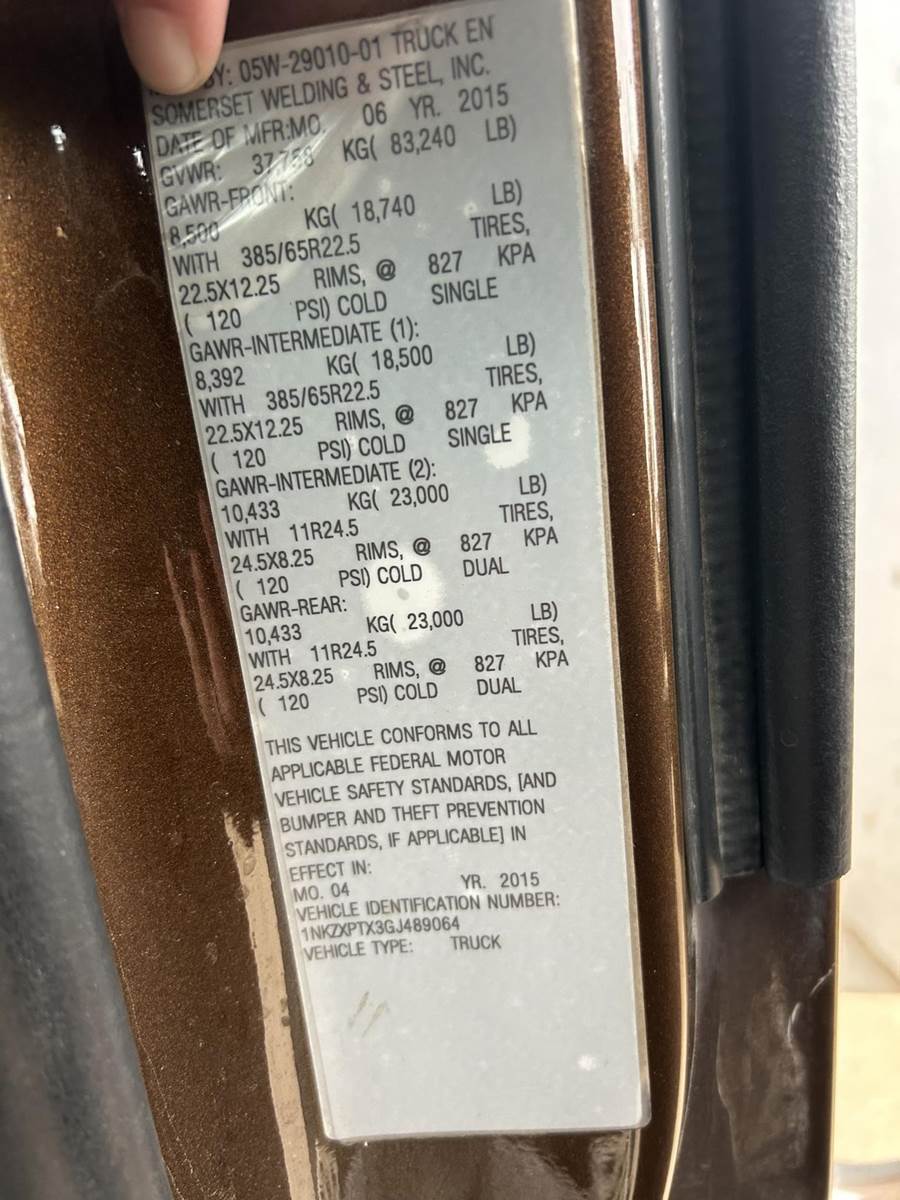 BY: 05W-29010-01 TRUCK EN
SOMERSET WELDING & STEEL, INC.
DATE OF MFR:MO. 06 YR. 2015
GVWR: 37,758 KG( 83,240 LB)
GAWR-FRONT:
8,500 KG( 18,740 LB)
WITH 385/65R22.5 TIRES,
22.5X12.25 RIMS, @ 827 KPA
( 120 PSI) COLD SINGLE
GAWR-INTERMEDIATE (1):
8,392 KG( 18,500 LB)
WITH 385/65R22.5 TIRES,
22.5X12.25 RIMS, @ 827 KPA
( 120 PSI) COLD SINGLE
GAWR-INTERMEDIATE (2):
10,433 KG( 23,000 LB)
WITH 11R24.5 TIRES,
24.5X8.25 RIMS, @ 827 KPA
( 120 PSI) COLD DUAL
GAWR-REAR:
10,433 KG( 23,000 LB)
WITH 11R24.5 TIRES,
24.5X8.25 RIMS, @ 827 KPA
( 120 PSI) COLD DUAL
THIS VEHICLE CONFORMS TO ALL
APPLICABLE FEDERAL MOTOR
VEHICLE SAFETY STANDARDS, [AND
BUMPER AND THEFT PREVENTION
STANDARDS, IF APPLICABLE] IN
EFFECT IN:
MO. 04 YR. 2015
VEHICLE IDENTIFICATION NUMBER:
1NKZXPTX3GJ489064
VEHICLE TYPE: TRUCK